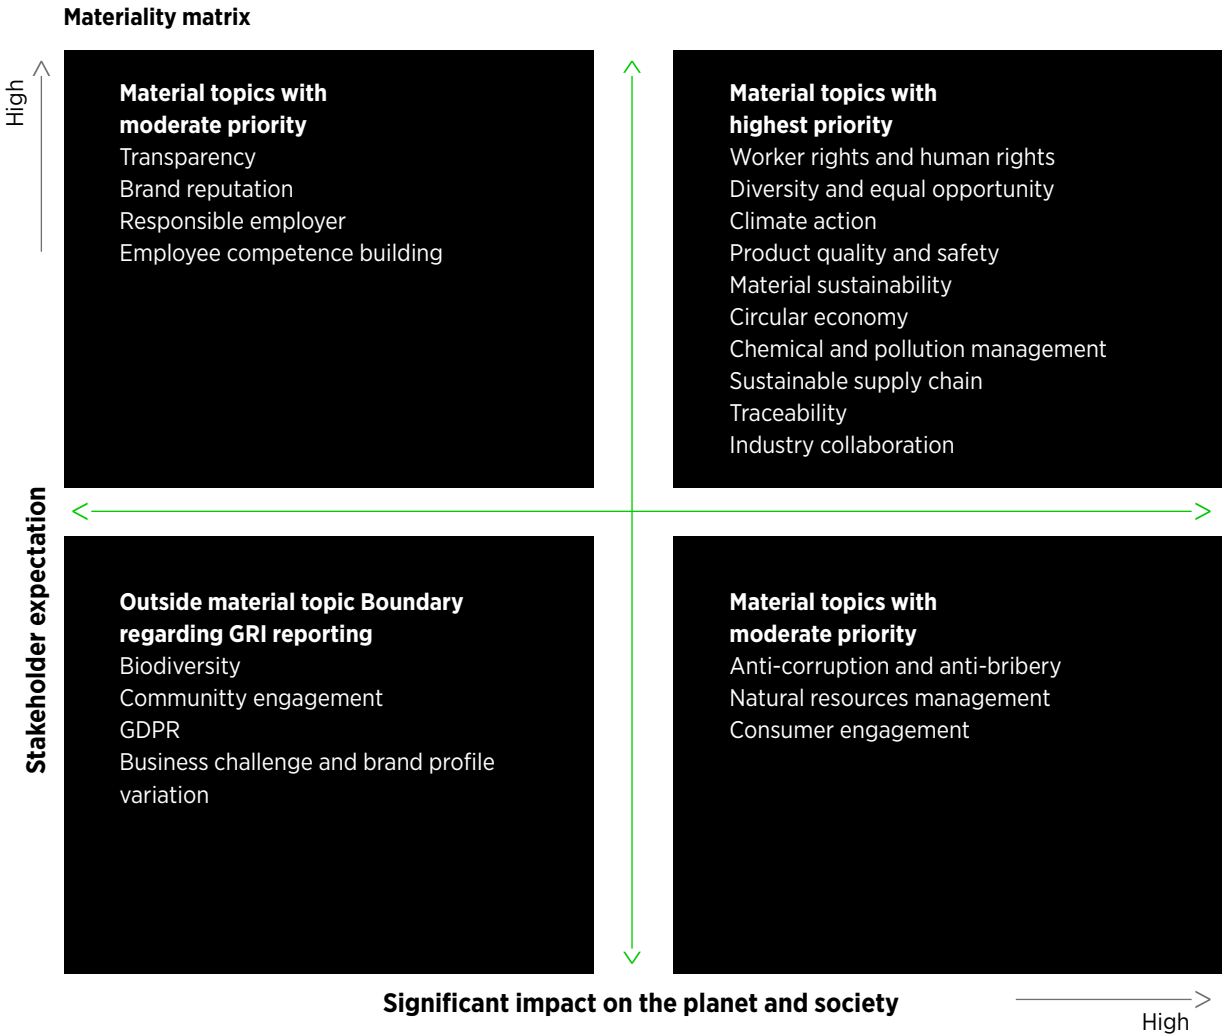 Materiality matrix
High
Material topics with
moderate priority
Transparency
Brand reputation
Responsible employer
Employee competence building
Material topics with
highest priority
Worker rights and human rights
Diversity and equal opportunity
Climate action
Product quality and safety
Material sustainability
Circular economy
Chemical and pollution management
Sustainable supply chain
Traceability
Industry collaboration
Stakeholder expectation
Outside material topic Boundary
regarding GRI reporting
Biodiversity
Communitty engagement
GDPR
Business challenge and brand profile
variation
Material topics with
moderate priority
Anti-corruption and anti-bribery
Natural resources management
Consumer engagement
Significant impact on the planet and society
High